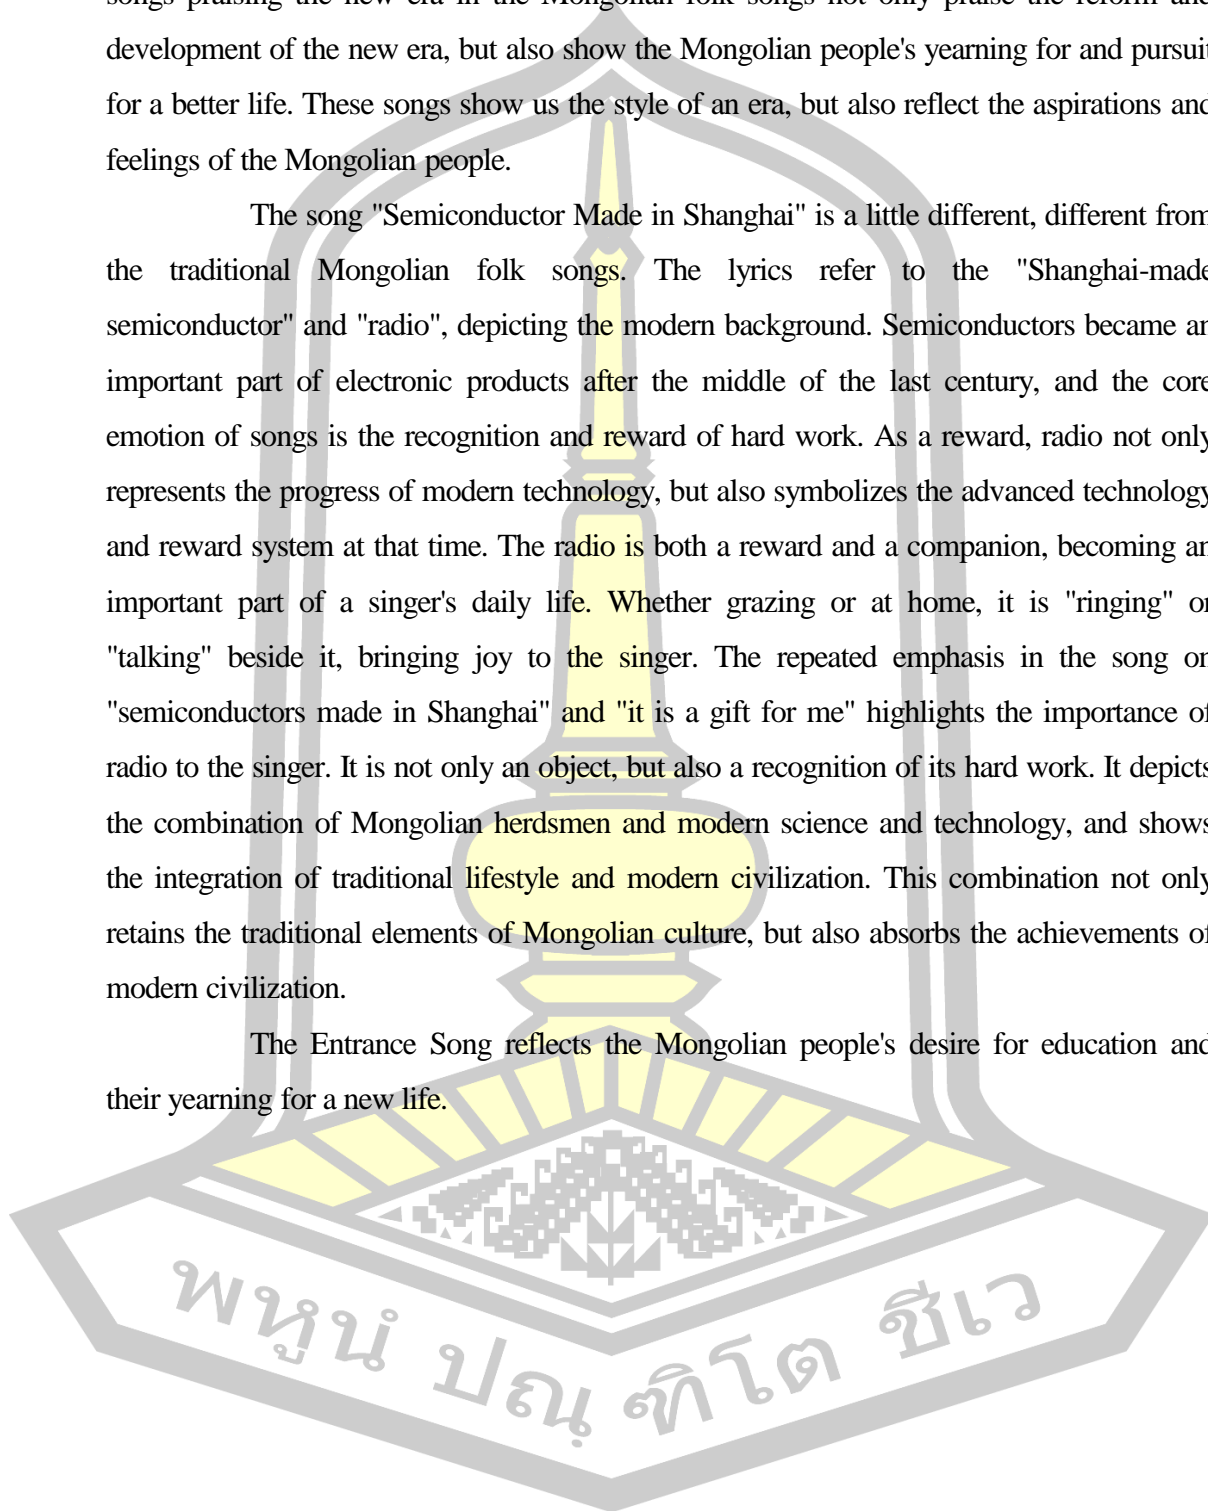 songs praising the new era in the Mongolian folk songs not only praise the reform and
development of the new era, but also show the Mongolian people's yearning for and pursuit
for a better life. These songs show us the style of an era, but also reflect the aspirations and
feelings of the Mongolian people.
The song "Semiconductor Made in Shanghai" is a little different, different from
the traditional Mongolian folk songs. The lyrics refer to the "Shanghai-made
semiconductor" and "radio", depicting the modern background. Semiconductors became an
important part of electronic products after the middle of the last century, and the core
emotion of songs is the recognition and reward of hard work. As a reward, radio not only
represents the progress of modern technology, but also symbolizes the advanced technology
and reward system at that time. The radio is both a reward and a companion, becoming an
important part of a singer's daily life. Whether grazing or at home, it is "ringing" or
"talking" beside it, bringing joy to the singer. The repeated emphasis in the song on
"semiconductors made in Shanghai" and "it is a gift for me" highlights the importance of
radio to the singer. It is not only an object, but also a recognition of its hard work. It depicts
the combination of Mongolian herdsmen and modern science and technology, and shows
the integration of traditional lifestyle and modern civilization. This combination not only
retains the traditional elements of Mongolian culture, but also absorbs the achievements of
modern civilization.
The Entrance Song reflects the Mongolian people's desire for education and
their yearning for a new life.
พหูนํ ปณฺฑิโต ชีเว